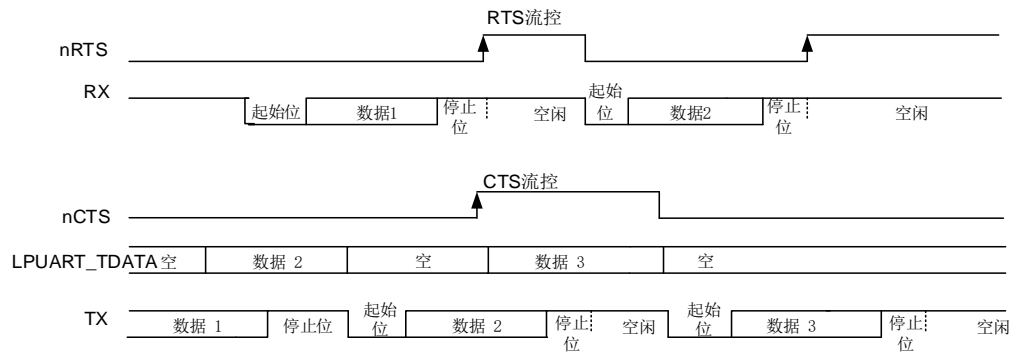 RTS流控
nRTS
RX
起始位
数据1
停止位
空闲
起始位
数据2
停止位
空闲
CTS流控
nCTS
LPUART_TDATA
空
数据 2
空
数据 3
空
TX
数据 1
停止位
起始位
数据 2
停止位
空闲
起始位
数据 3
停止位
空闲